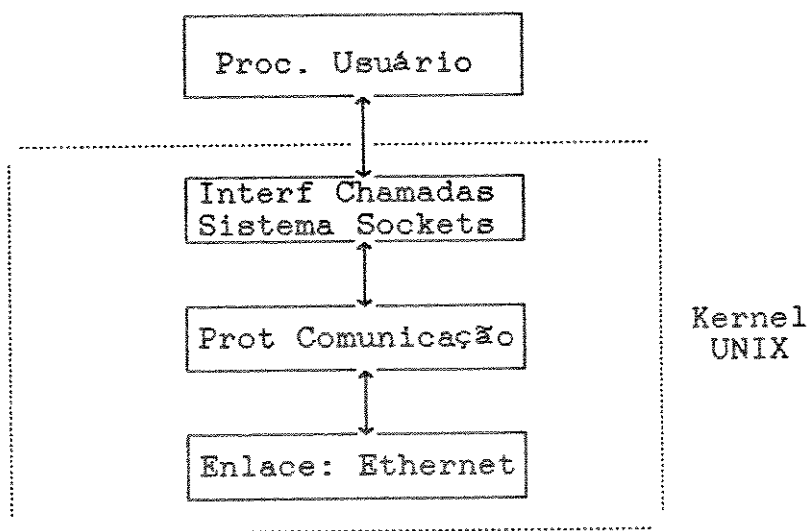 Proc. Usuário
Interf Chamadas
Sistema Sockets
Prot Comunicação
Kernel
UNIX
Enlace: Ethernet